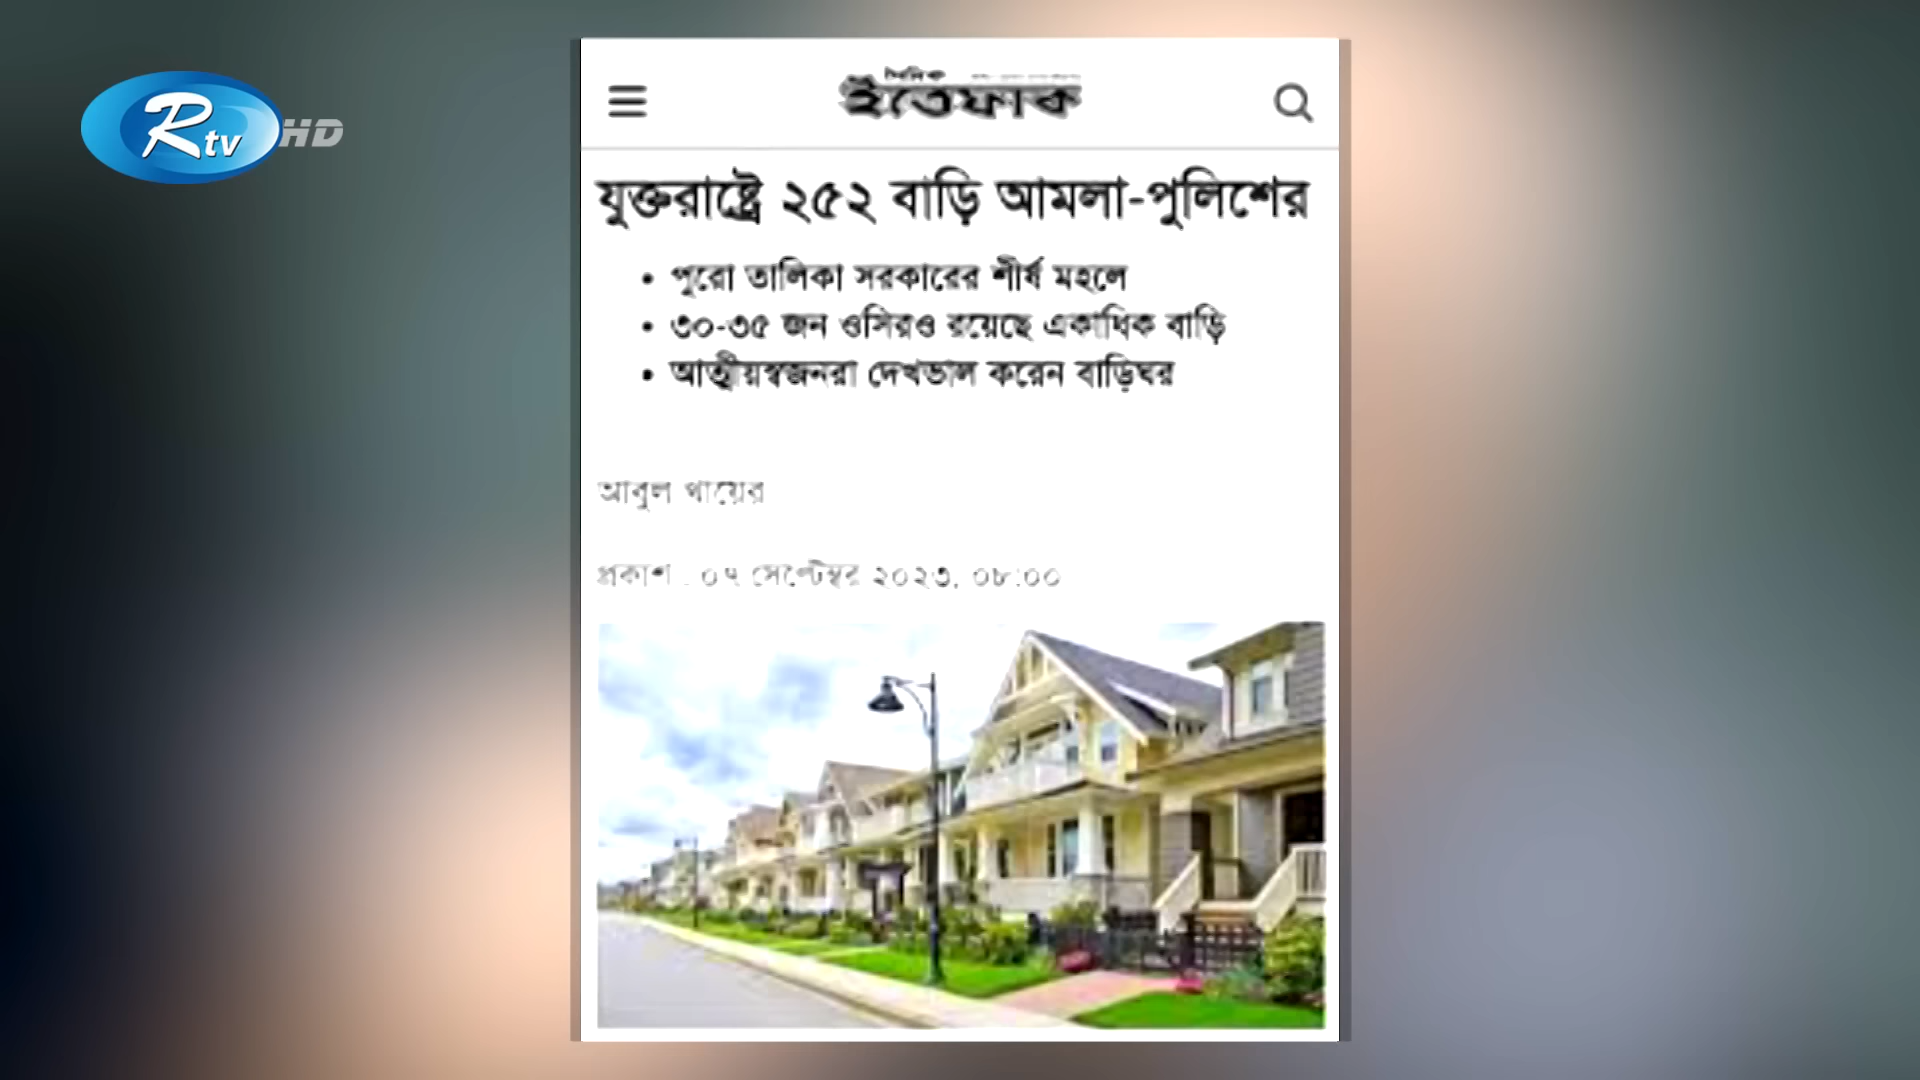 Rtv HD
দৈনিক
ইত্তেফাক
যুক্তরাষ্ট্রে ২৫২ বাড়ি আমলা-পুলিশের
• পুরো তালিকা সরকারের শীর্ষ মহলে
• ৩০-৩৫ জন ওসিরও রয়েছে একাধিক বাড়ি
• আত্মীয়স্বজনরা দেখভাল করেন বাড়িঘর
আবুল খায়ের
প্রকাশ : ০৭ সেপ্টেম্বর ২০২৩, ০৮:০০